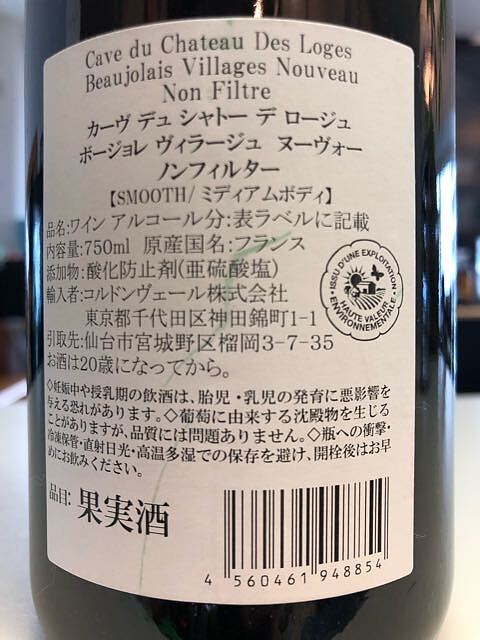 Cave du Chateau Des Loges
Beaujolais Villages Nouveau
Non Filtre
カーヴ デュ シャトー デ ロージュ
ボージョレ ヴィラージュ ヌーヴォー
ノンフィルター
【SMOOTH/ミディアムボディ】
品名:ワイン アルコール分:表ラベルに記載
内容量:750ml 原産国名:フランス
添加物:酸化防止剤(亜硫酸塩)
輸入者:コルドンヴェール株式会社
東京都千代田区神田錦町1-1
引取先:仙台市宮城野区榴岡3-7-35
お酒は20歳になってから。
ISSU D'UNE EXPLOITATION
HAUTE VALEUR
ENVIRONNEMENTALE
◇妊娠中や授乳期の飲酒は、胎児・乳児の発育に悪影響を
与える恐れがあります。◇葡萄に由来する沈殿物を生じる
ことがありますが、品質には問題ありません。◇瓶への衝撃・
冷凍保管・直射日光・高温多湿での保存を避け、開栓後はお早
めにお飲みください。
品目: 果実酒
4 560461 948854